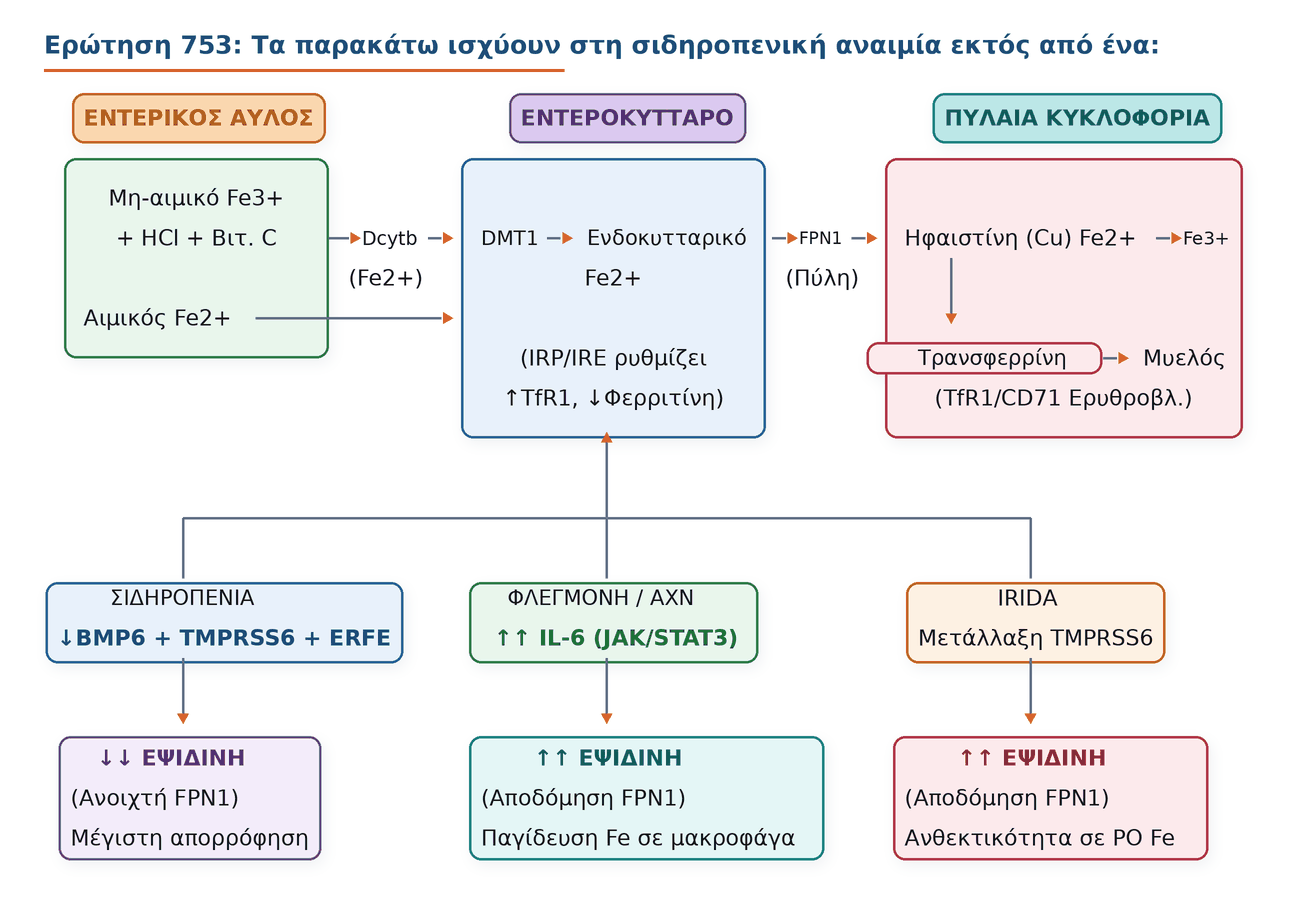 Ερώτηση 753: Τα παρακάτω ισχύουν στη σιδηροπενική αναιμία εκτός από ένα:
ΕΝΤΕΡΙΚΟΣ ΑΥΛΟΣ
ΕΝΤΕΡΟΚΥΤΤΑΡΟ
ΠΥΛΑΙΑ ΚΥΚΛΟΦΟΡΙΑ
Μη-αιμικό Fe3+
+ HCl + Βιτ. C
Dcytb
(Fe2+)
Αιμικός Fe2+
DMT1
Ενδοκυτταρικό
Fe2+
(IRP/IRE ρυθμίζει
↑TfR1, ↓Φερριτίνη)
FPN1
(Πύλη)
Ηφαιστίνη (Cu) Fe2+
Fe3+
Τρανσφερρίνη
Μυελός
(TfR1/CD71 Ερυθροβλ.)
ΣΙΔΗΡΟΠΕΝΙΑ
↓BMP6 + TMPRSS6 + ERFE
ΦΛΕΓΜΟΝΗ / ΑΧΝ
↑↑ IL-6 (JAK/STAT3)
IRIDA
Μετάλλαξη TMPRSS6
↓↓ ΕΨΙΔΙΝΗ
(Ανοιχτή FPN1)
Μέγιστη απορρόφηση
↑↑ ΕΨΙΔΙΝΗ
(Αποδόμηση FPN1)
Παγίδευση Fe σε μακροφάγα
↑↑ ΕΨΙΔΙΝΗ
(Αποδόμηση FPN1)
Ανθεκτικότητα σε PO Fe